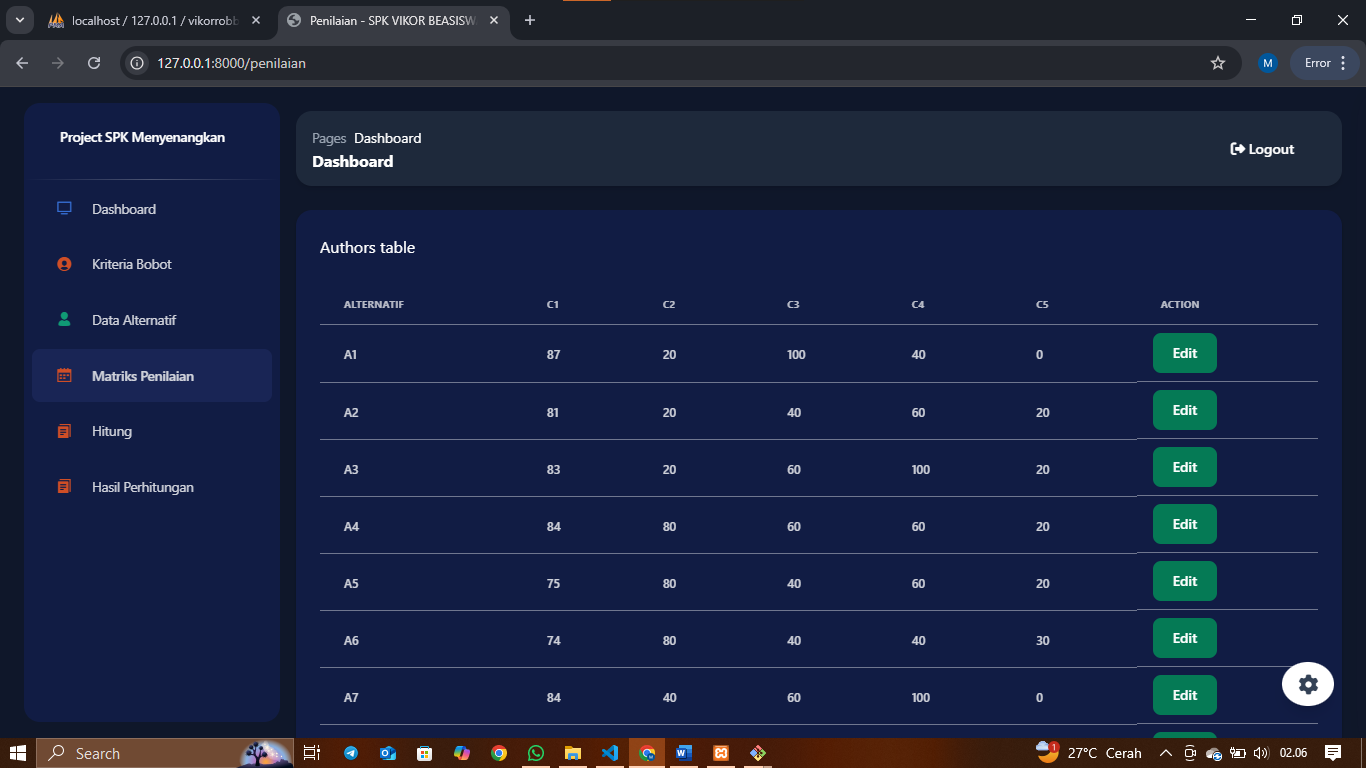 localhost / 127.0.0.1 / vikorrobb
Penilaian - SPK VIKOR BEASISW
127.0.0.1:8000/penilaian
M
Error
Project SPK Menyenangkan
Dashboard
Kriteria Bobot
Data Alternatif
Matriks Penilaian
Hitung
Hasil Perhitungan
Pages Dashboard
Dashboard
Logout
Authors table
ALTERNATIF C1 C2 C3 C4 C5 ACTION
A1 87 20 100 40 0 Edit
A2 81 20 40 60 20 Edit
A3 83 20 60 100 20 Edit
A4 84 80 60 60 20 Edit
A5 75 80 40 60 20 Edit
A6 74 80 40 40 30 Edit
A7 84 40 60 100 0 Edit
Search
1
27°C Cerah
02.06